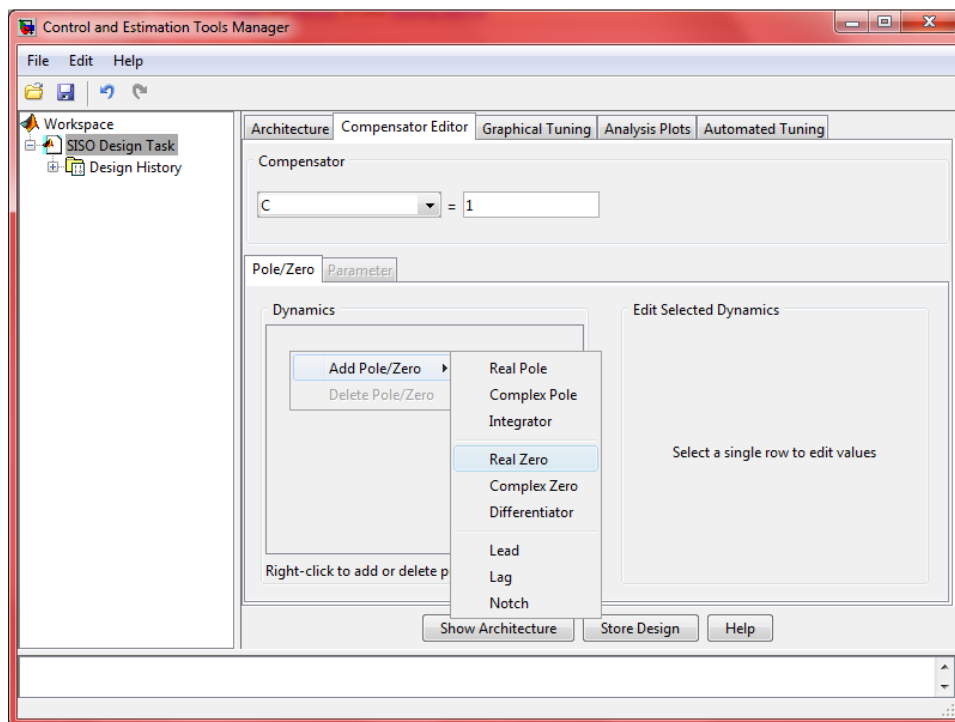 Control and Estimation Tools Manager
File Edit Help
Workspace
SISO Design Task
Design History
Architecture Compensator Editor Graphical Tuning Analysis Plots Automated Tuning
Compensator
C = 1
Pole/Zero Parameter
Dynamics
Edit Selected Dynamics
Add Pole/Zero
Delete Pole/Zero
Real Pole
Complex Pole
Integrator
Real Zero
Complex Zero
Differentiator
Lead
Lag
Notch
Select a single row to edit values
Right-click to add or delete p
Show Architecture Store Design Help